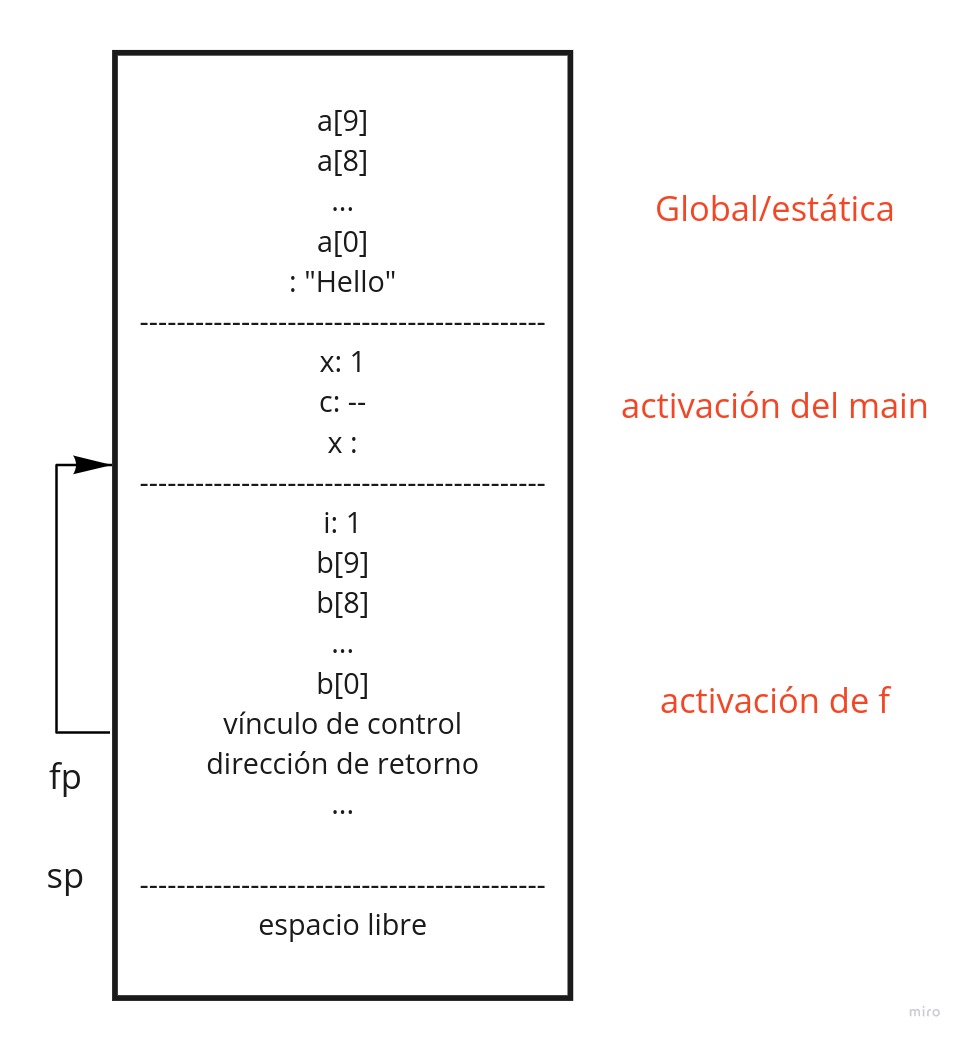 a[9]
a[8]
...
a[0]
: "Hello"
--------------------------------------------
x: 1
c: --
x :
--------------------------------------------
i: 1
b[9]
b[8]
...
b[0]
vínculo de control
dirección de retorno
...
--------------------------------------------
espacio libre
Global/estática
activación del main
activación de f
fp
sp
miro